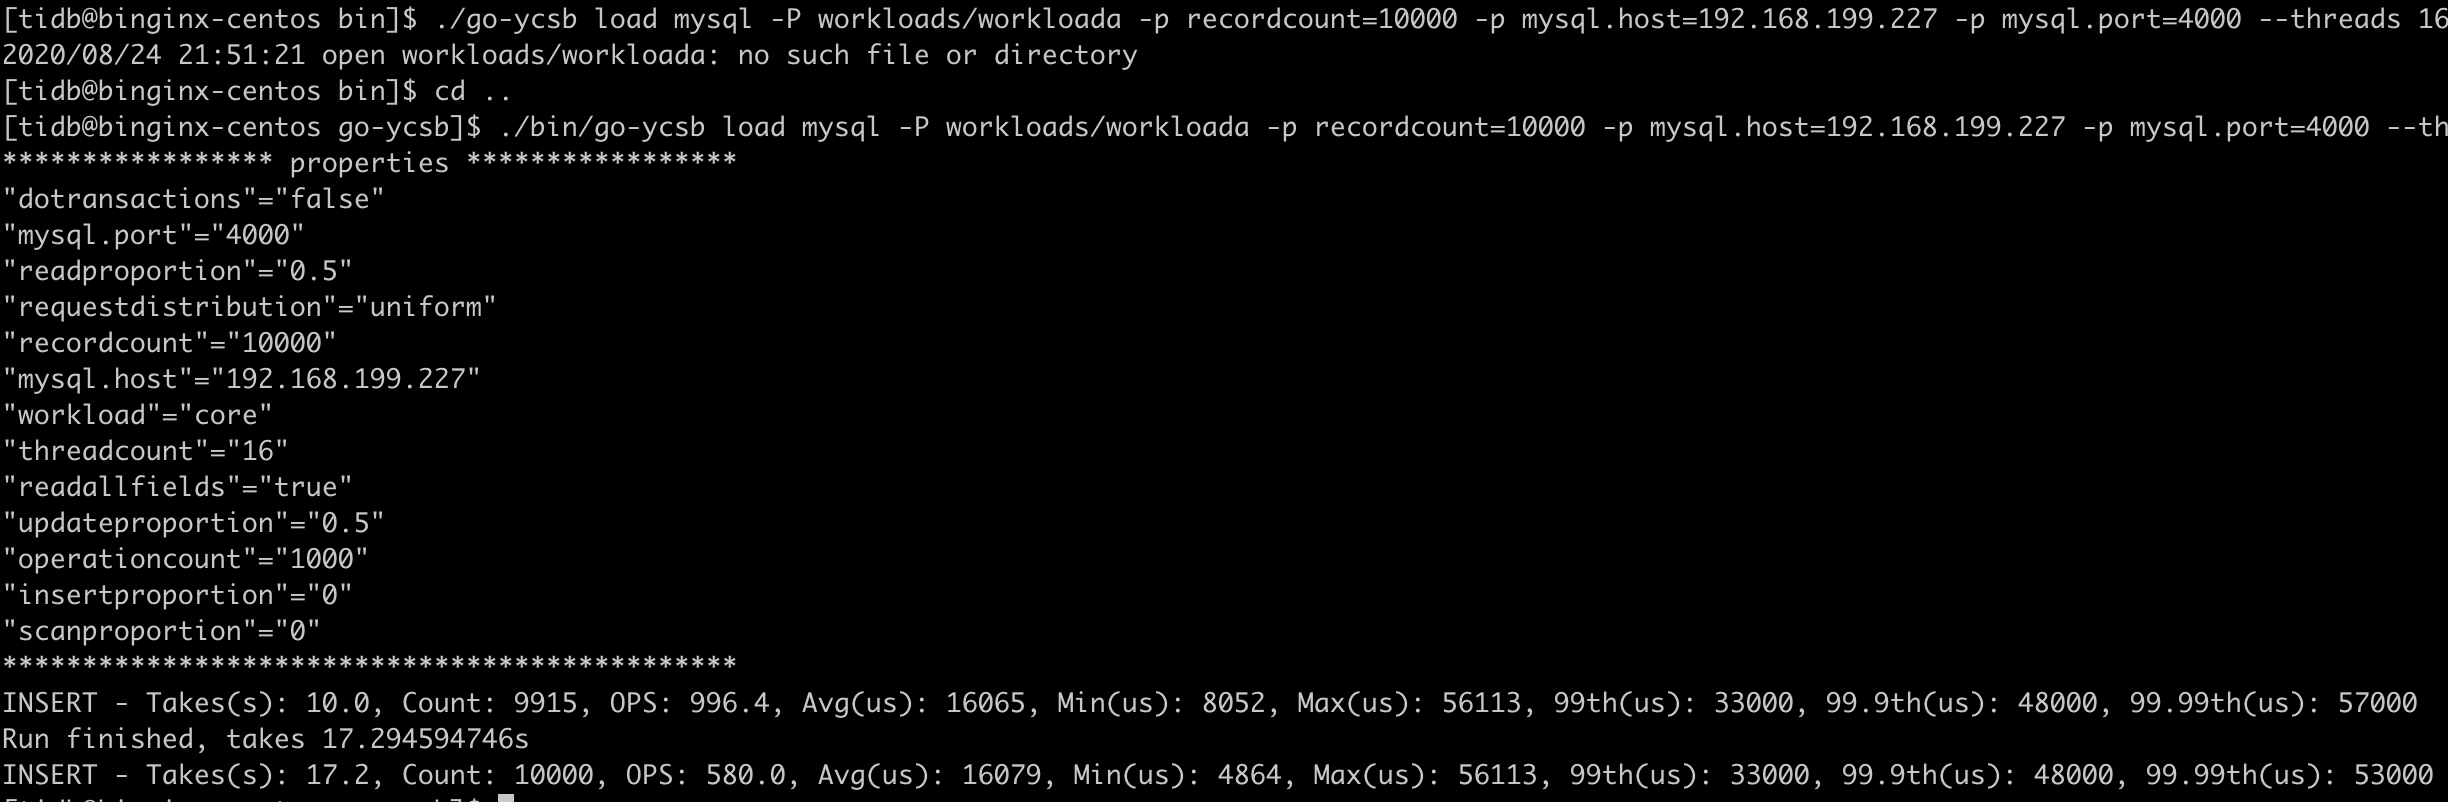 [tidb@binginx-centos bin]$ ./go-ycsb load mysql -P workloads/workloada -p recordcount=10000 -p mysql.host=192.168.199.227 -p mysql.port=4000 --threads 16
2020/08/24 21:51:21 open workloads/workloada: no such file or directory
[tidb@binginx-centos bin]$ cd ..
[tidb@binginx-centos go-ycsb]$ ./bin/go-ycsb load mysql -P workloads/workloada -p recordcount=10000 -p mysql.host=192.168.199.227 -p mysql.port=4000 --th
***************** properties *****************
"dotransactions"="false"
"mysql.port"="4000"
"readproportion"="0.5"
"requestdistribution"="uniform"
"recordcount"="10000"
"mysql.host"="192.168.199.227"
"workload"="core"
"threadcount"="16"
"readallfields"="true"
"updateproportion"="0.5"
"operationcount"="1000"
"insertproportion"="0"
"scanproportion"="0"
**********************************************
INSERT - Takes(s): 10.0, Count: 9915, OPS: 996.4, Avg(us): 16065, Min(us): 8052, Max(us): 56113, 99th(us): 33000, 99.9th(us): 48000, 99.99th(us): 57000
Run finished, takes 17.294594746s
INSERT - Takes(s): 17.2, Count: 10000, OPS: 580.0, Avg(us): 16079, Min(us): 4864, Max(us): 56113, 99th(us): 33000, 99.9th(us): 48000, 99.99th(us): 53000